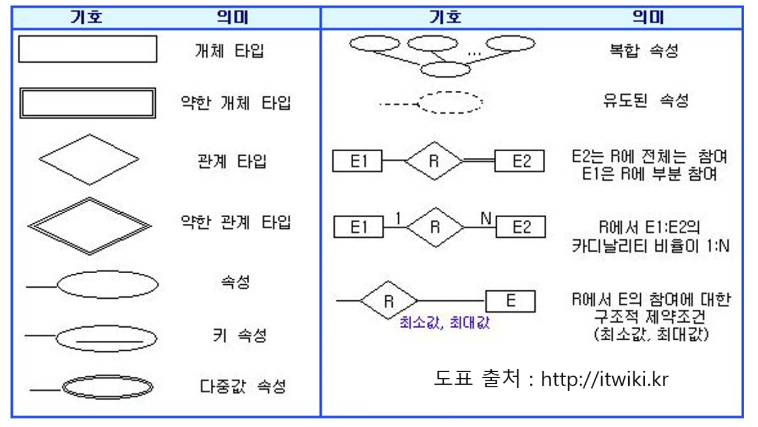 기호 의미 기호 의미
개체 타입
약한 개체 타입
관계 타입
약한 관계 타입
속성
키 속성
다중값 속성
... 복합 속성
유도된 속성
E1 R E2 E2는 R에 전체는 참여
E1은 R에 부분 참여
E1 1 R N E2 R에서 E1:E2의
카디날리티 비율이 1:N
R E R에서 E의 참여에 대한
최소값, 최대값 구조적 제약조건
(최소값, 최대값)
도표 출처 : http://itwiki.kr